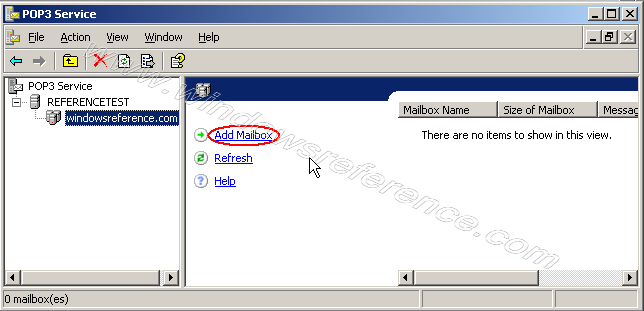 POP3 Service
File Action View Window Help
POP3 Service
REFERENCETEST
windowsreference.com
Mailbox Name Size of Mailbox Messag
Add Mailbox
There are no items to show in this view.
Refresh
Help
0 mailbox(es)
www.windowsreference.com